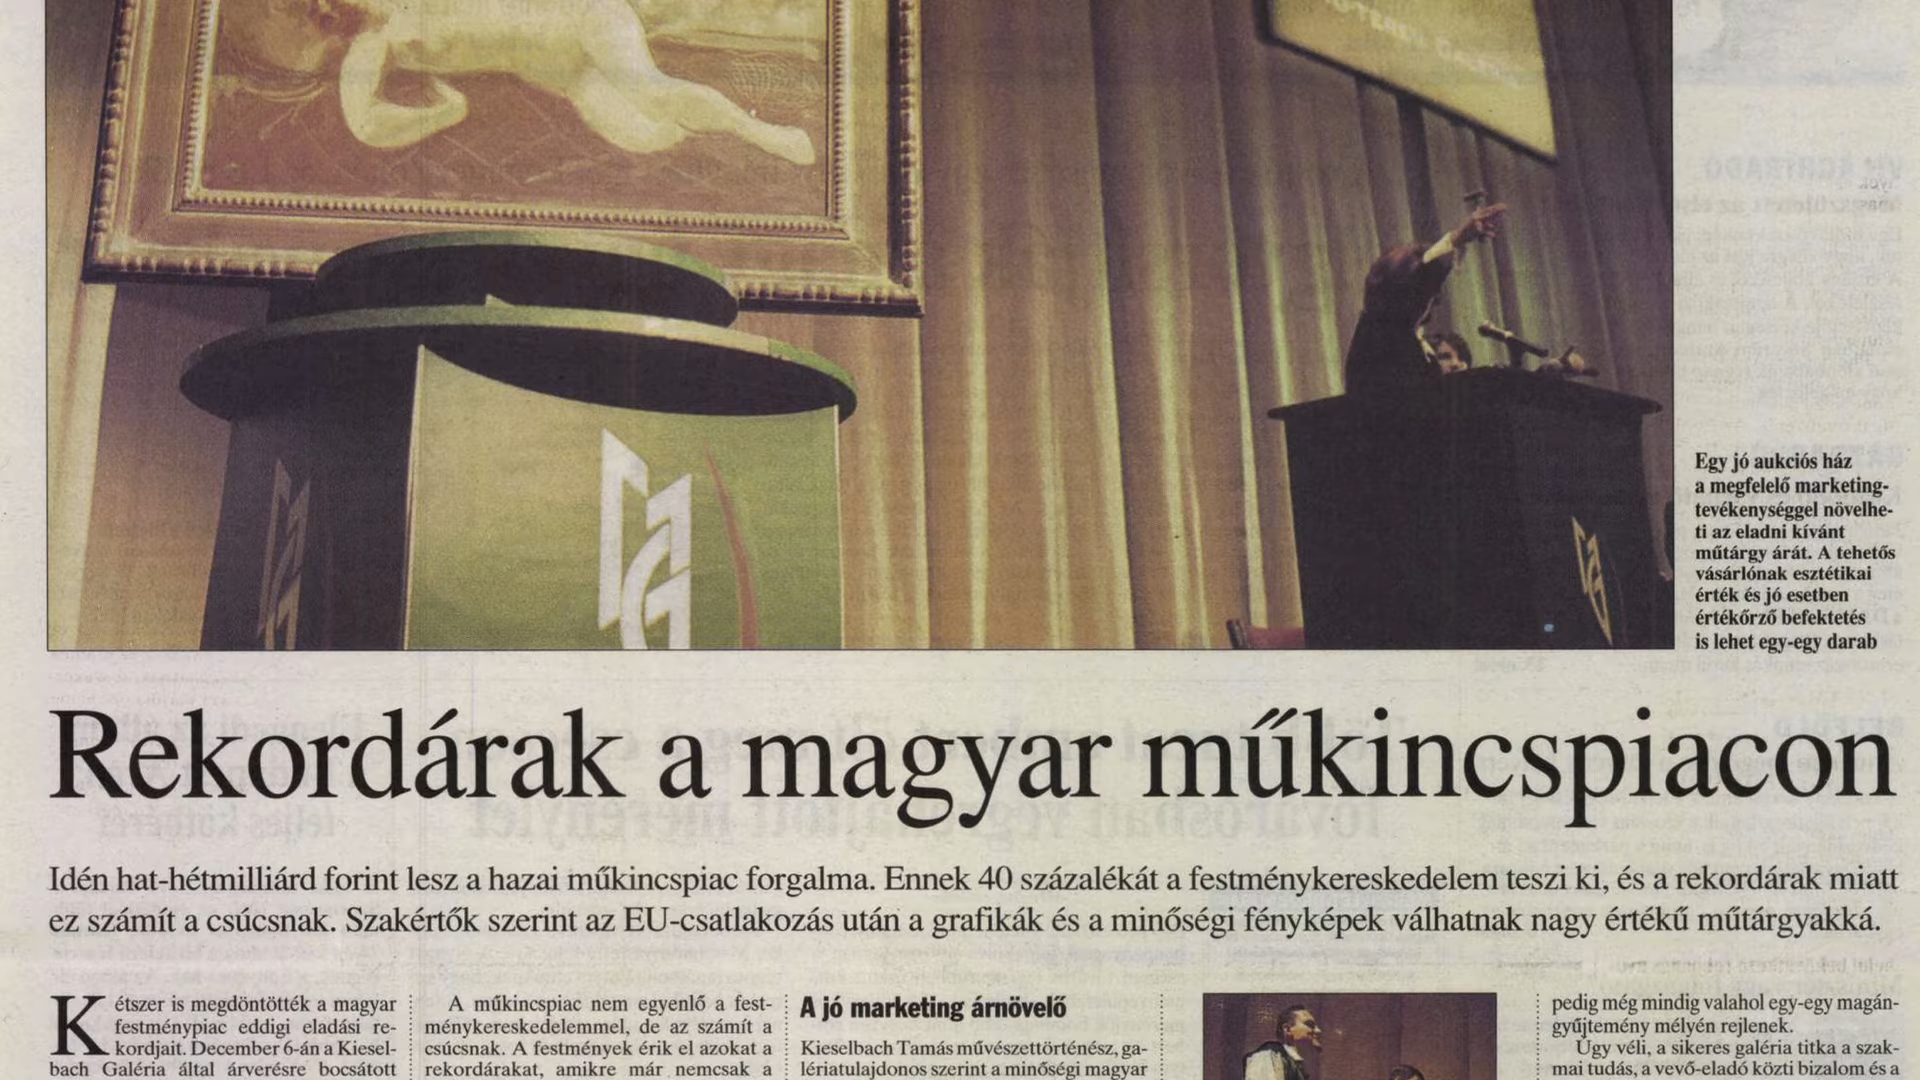 Egy jó aukciós ház
a megfelelő marketing-
tevékenységgel növelhe-
ti az eladni kívánt
műtárgy árát. A tehetős
vásárlónak esztétikai
érték és jó esetben
értékőrző befektetés
is lehet egy-egy darab
Rekordárak a magyar műkincspiacon
Idén hat-hétmilliárd forint lesz a hazai műkincspiac forgalma. Ennek 40 százalékát a festménykereskedelem teszi ki, és a rekordárak miatt
ez számít a csúcsnak. Szakértők szerint az EU-csatlakozás után a grafikák és a minőségi fényképek válhatnak nagy értékű műtárgyakká.
Kétszer is megdöntötték a magyar
festménypiac eddigi eladási re-
kordjait. December 6-án a Kiesel-
bach Galéria által árverésre bocsátott
A műkincspiac nem egyenlő a fest-
ménykereskedelemmel, de az számít a
csúcsnak. A festmények érik el azokat a
rekordárakat, amikre már nemcsak a
A jó marketing árnövelő
Kieselbach Tamás művészettörténész, ga-
lériatulajdonos szerint a minőségi magyar
pedig még mindig valahol egy-egy magán-
gyűjtemény mélyén rejlenek.
Úgy véli, a sikeres galéria titka a szak-
mai tudás, a vevő-eladó közti bizalom és a